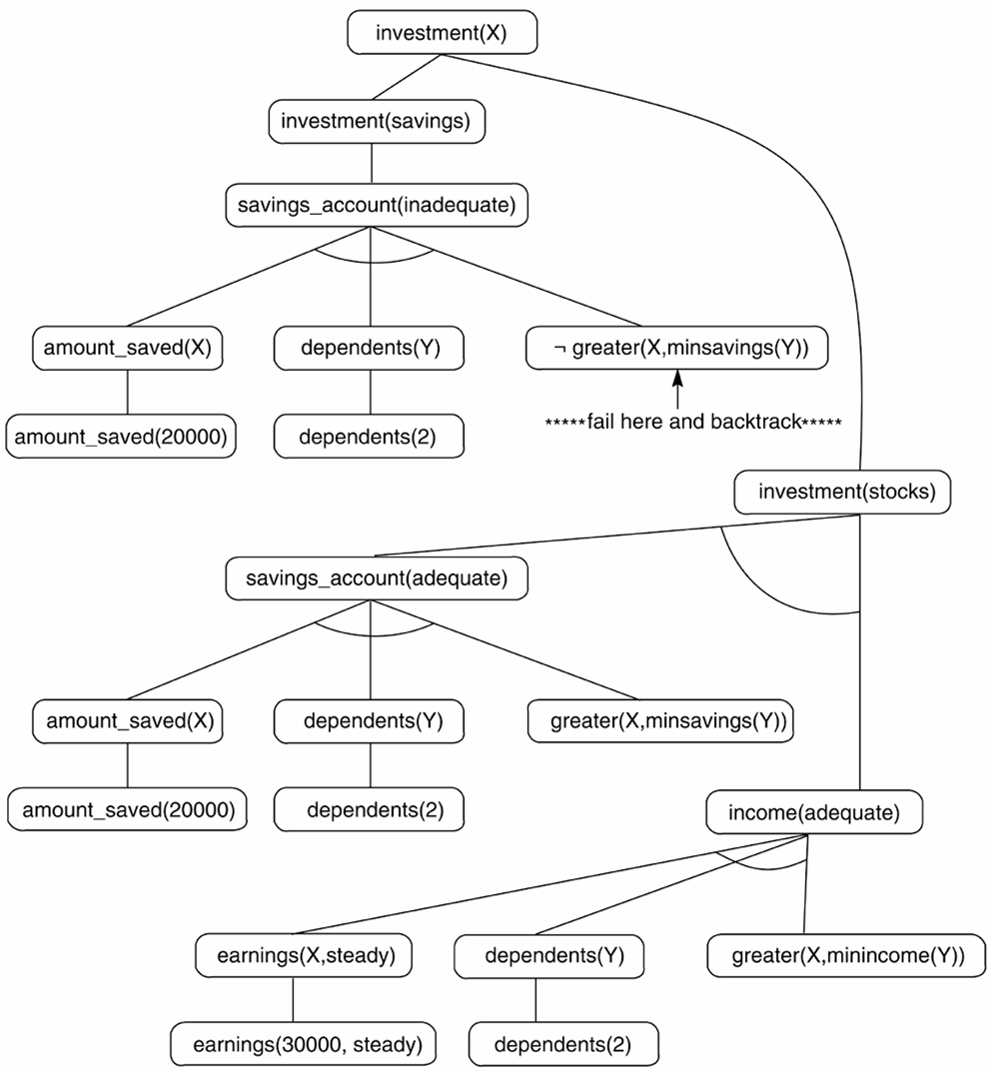 investment(X)
investment(savings)
savings_account(inadequate)
amount_saved(X)
dependents(Y)
¬ greater(X,minsavings(Y))
amount_saved(20000)
dependents(2)
*****fail here and backtrack*****
investment(stocks)
savings_account(adequate)
amount_saved(X)
dependents(Y)
greater(X,minsavings(Y))
amount_saved(20000)
dependents(2)
income(adequate)
earnings(X,steady)
dependents(Y)
greater(X,minincome(Y))
earnings(30000, steady)
dependents(2)